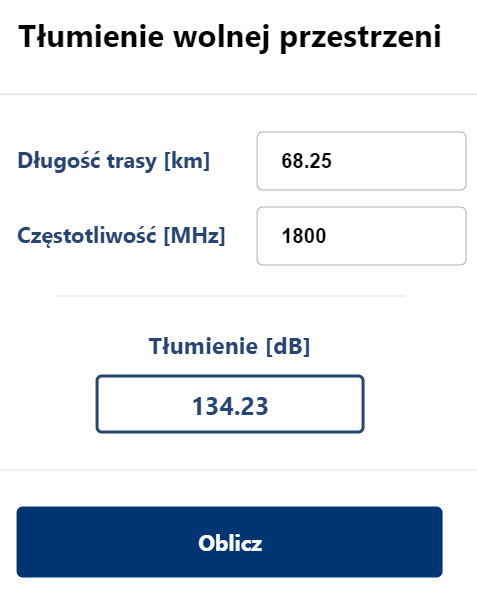 Tłumienie wolnej przestrzeni
Długość trasy [km] 68.25
Częstotliwość [MHz] 1800
Tłumienie [dB]
134.23
Oblicz